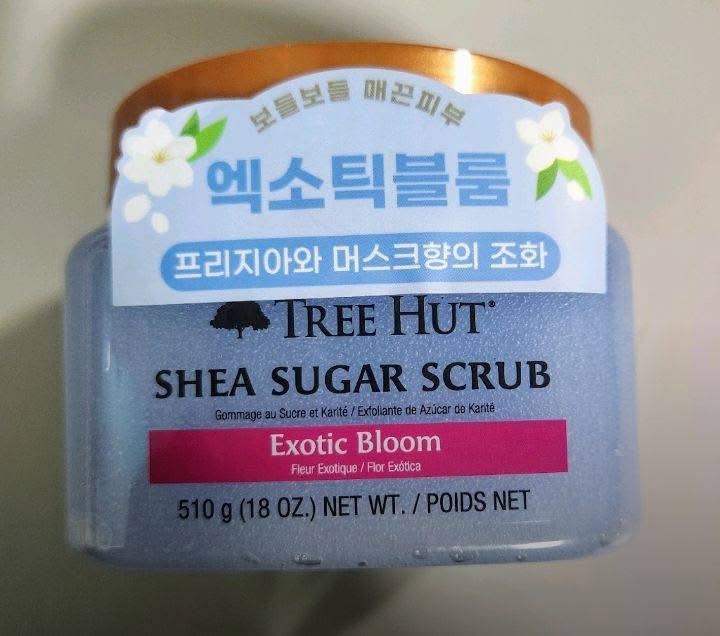 보들보들 매끈피부
엑소틱블룸
프리지아와 머스크향의 조화
TREE HUT®
SHEA SUGAR SCRUB
Gommage au Sucre et Karité / Exfoliante de Azúcar de Karité
Exotic Bloom
Fleur Exotique / Flor Exótica
510 g (18 OZ.) NET WT. / POIDS NET